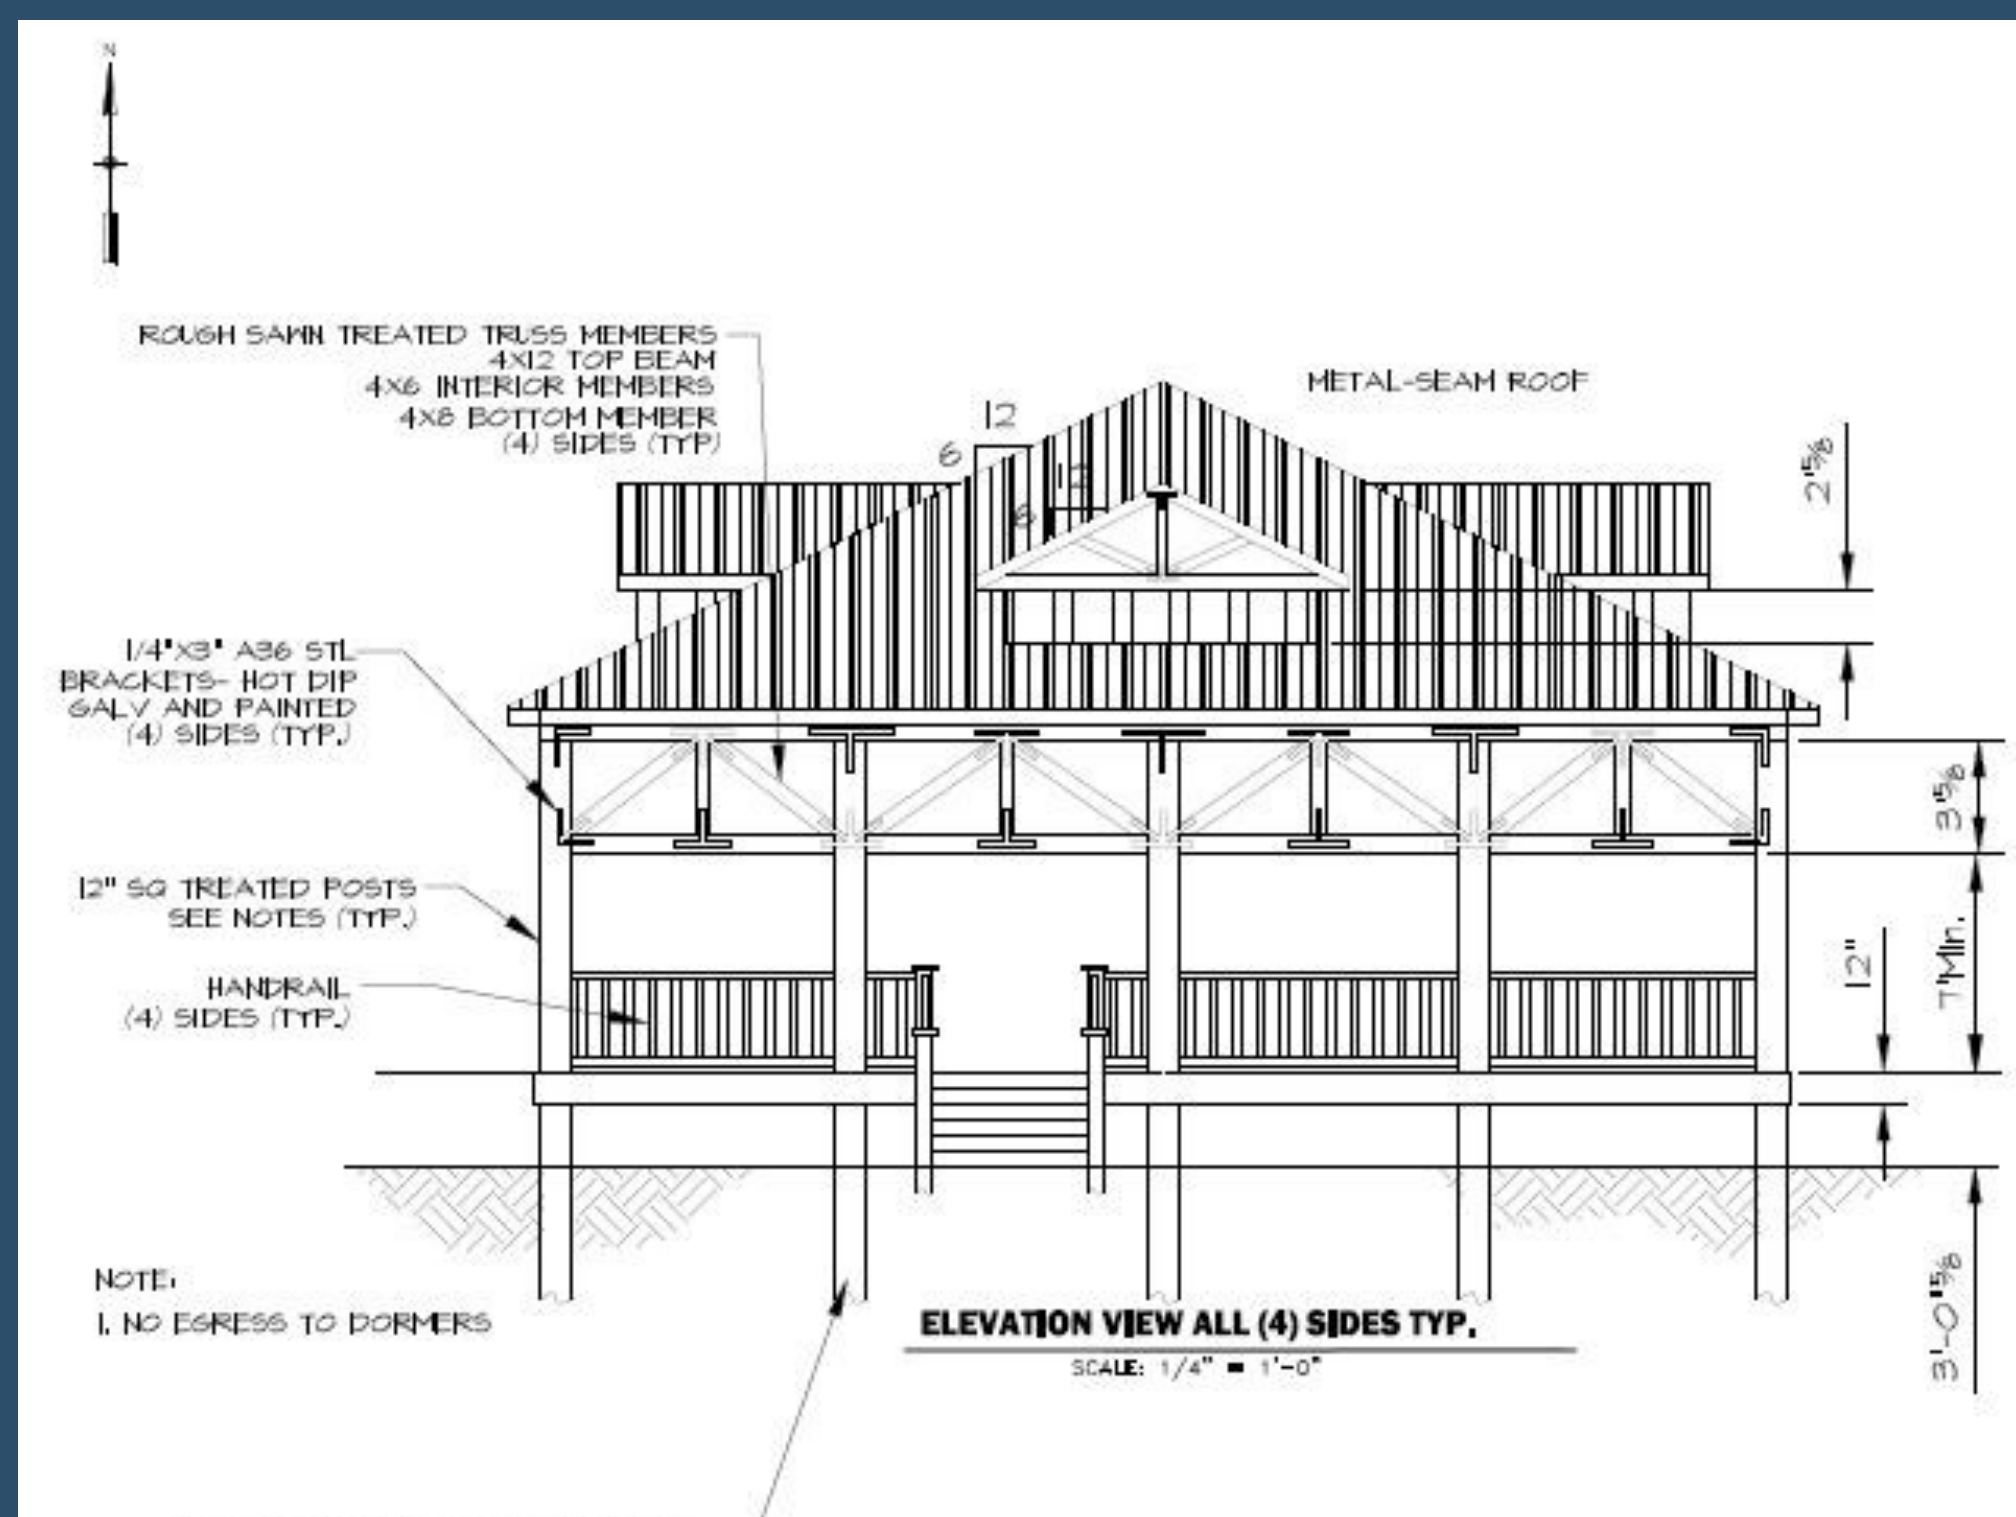 N
ROUGH SAWN TREATED TRUSS MEMBERS
4X12 TOP BEAM
4X6 INTERIOR MEMBERS
4X8 BOTTOM MEMBER
(4) SIDES (TYP)
METAL-SEAM ROOF
12
6
12
2'⅝"
1/4"X3" A36 STL
BRACKETS- HOT DIP
GALV AND PAINTED
(4) SIDES (TYP.)
3'⅝"
12" SQ TREATED POSTS
SEE NOTES (TYP.)
12"
7'Min.
HANDRAIL
(4) SIDES (TYP.)
3'-0"⅝
NOTE:
1. NO EGRESS TO DORMERS
ELEVATION VIEW ALL (4) SIDES TYP.
SCALE: 1/4" = 1'-0"